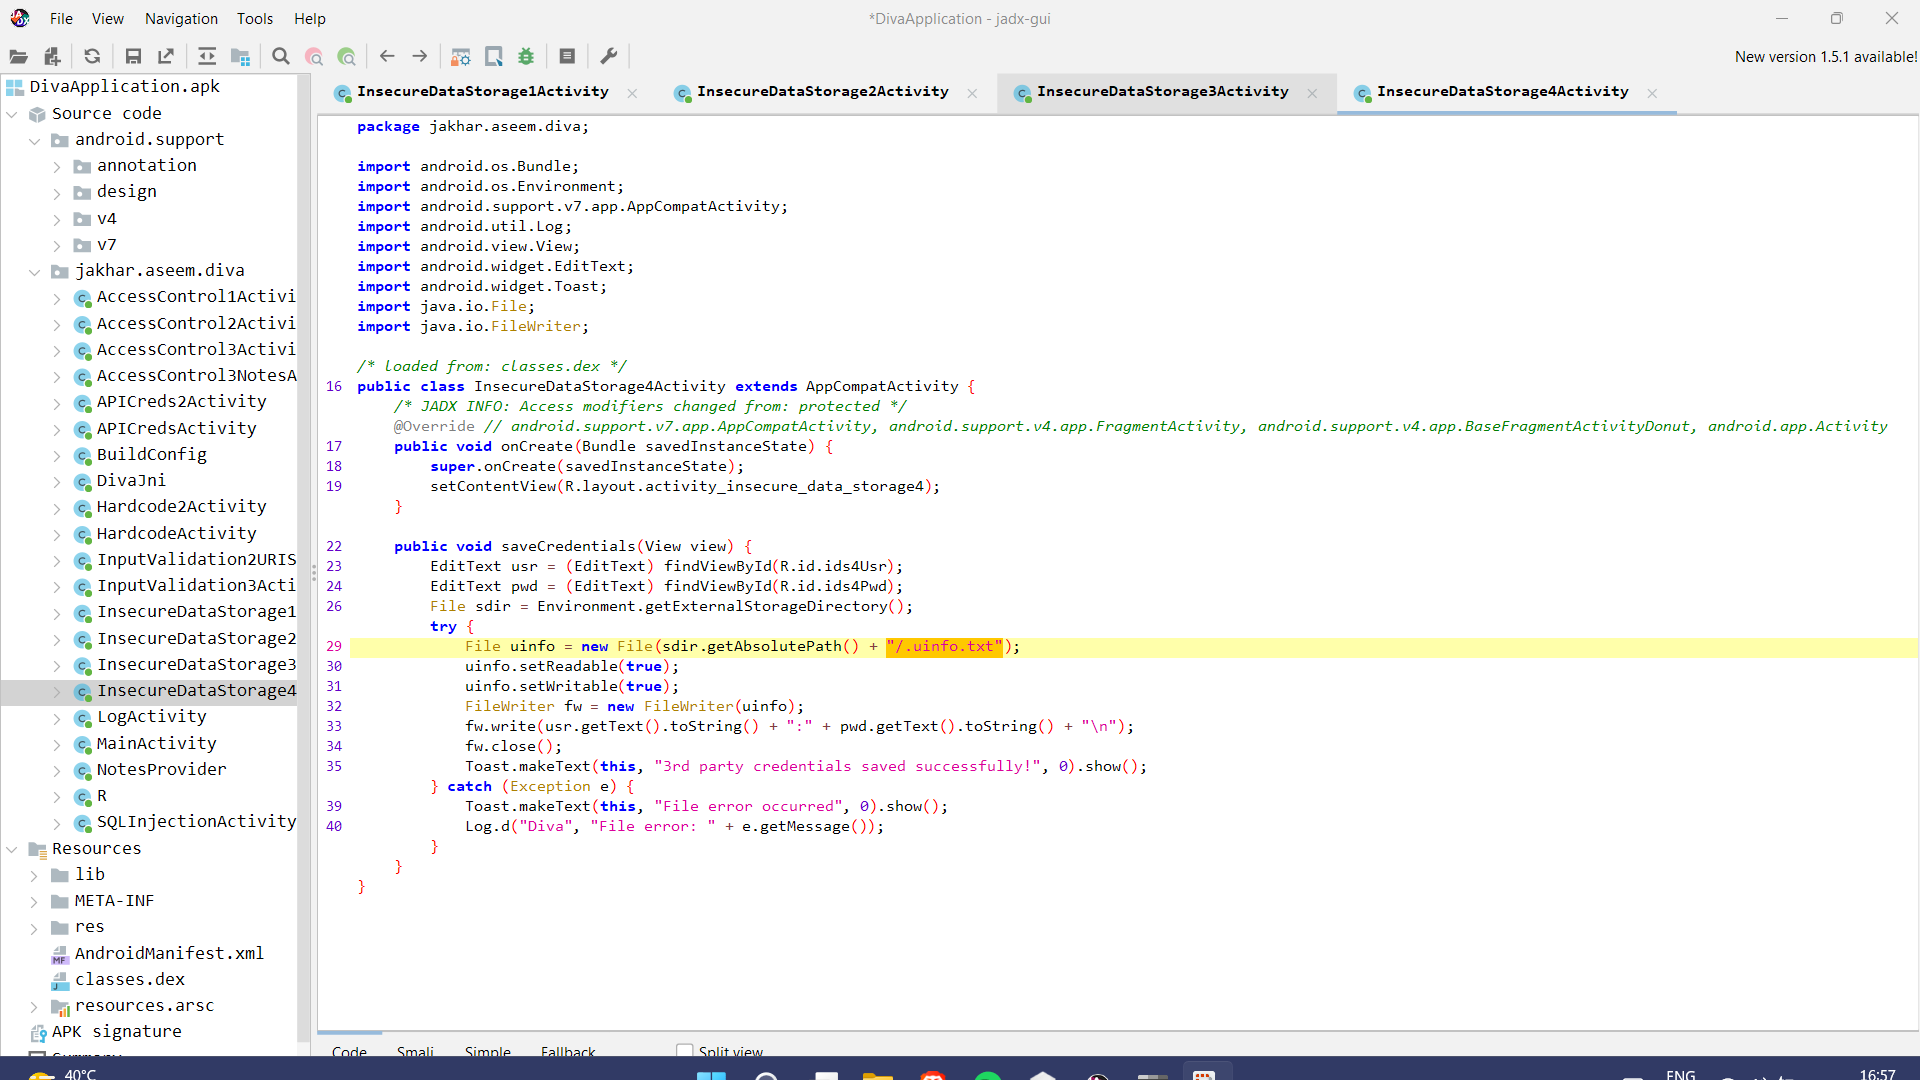 File View Navigation Tools Help
*DivaApplication - jadx-gui
New version 1.5.1 available!
DivaApplication.apk
Source code
android.support
annotation
design
v4
v7
jakhar.aseem.diva
AccessControl1Activi
AccessControl2Activi
AccessControl3Activi
AccessControl3NotesA
APICreds2Activity
APICredsActivity
BuildConfig
DivaJni
Hardcode2Activity
HardcodeActivity
InputValidation2URIS
InputValidation3Acti
InsecureDataStorage1
InsecureDataStorage2
InsecureDataStorage3
InsecureDataStorage4
LogActivity
MainActivity
NotesProvider
R
SQLInjectionActivity
Resources
lib
META-INF
res
AndroidManifest.xml
classes.dex
resources.arsc
APK signature
Summary
InsecureDataStorage1Activity InsecureDataStorage2Activity InsecureDataStorage3Activity InsecureDataStorage4Activity
package jakhar.aseem.diva;
import android.os.Bundle;
import android.os.Environment;
import android.support.v7.app.AppCompatActivity;
import android.util.Log;
import android.view.View;
import android.widget.EditText;
import android.widget.Toast;
import java.io.File;
import java.io.FileWriter;
/* loaded from: classes.dex */
16 public class InsecureDataStorage4Activity extends AppCompatActivity {
/* JADX INFO: Access modifiers changed from: protected */
@Override // android.support.v7.app.AppCompatActivity, android.support.v4.app.FragmentActivity, android.support.v4.app.BaseFragmentActivityDonut, android.app.Activity
17 public void onCreate(Bundle savedInstanceState) {
18 super.onCreate(savedInstanceState);
19 setContentView(R.layout.activity_insecure_data_storage4);
}
22 public void saveCredentials(View view) {
23 EditText usr = (EditText) findViewById(R.id.ids4Usr);
24 EditText pwd = (EditText) findViewById(R.id.ids4Pwd);
26 File sdir = Environment.getExternalStorageDirectory();
try {
29 File uinfo = new File(sdir.getAbsolutePath() + "/.uinfo.txt");
30 uinfo.setReadable(true);
31 uinfo.setWritable(true);
32 FileWriter fw = new FileWriter(uinfo);
33 fw.write(usr.getText().toString() + ":" + pwd.getText().toString() + "\n");
34 fw.close();
35 Toast.makeText(this, "3rd party credentials saved successfully!", 0).show();
} catch (Exception e) {
39 Toast.makeText(this, "File error occurred", 0).show();
40 Log.d("Diva", "File error: " + e.getMessage());
}
}
}
Code Smali Simple Fallback Split view
40°C
ENG
16:57